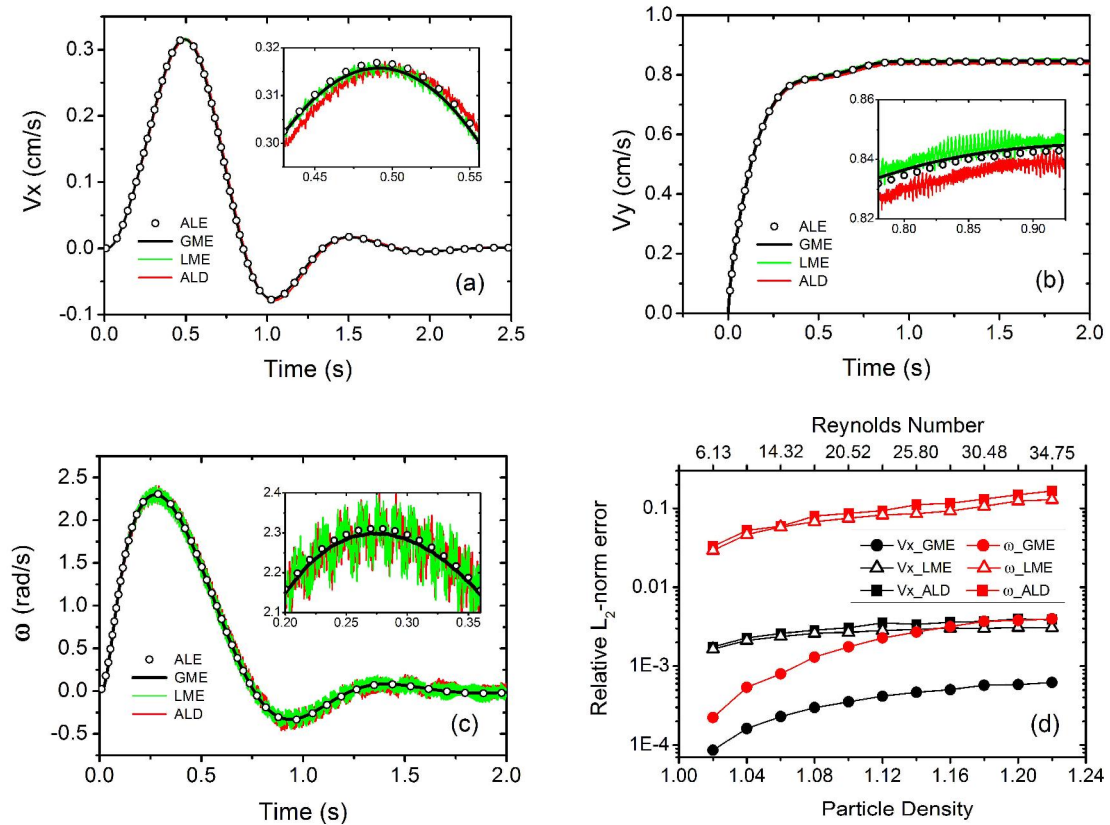 0.3
0.2
0.1
0.0
-0.1
Vx (cm/s)
0.32
0.31
0.30
0.45
0.50
0.55
ALE
GME
LME
ALD
(a)
0.0
0.5
1.0
1.5
2.0
2.5
Time (s)
1.0
0.8
0.6
0.4
0.2
0.0
Vy (cm/s)
0.86
0.84
0.82
0.80
0.85
0.90
ALE
GME
LME
ALD
(b)
0.0
0.5
1.0
1.5
2.0
Time (s)
2.5
2.0
1.5
1.0
0.5
0.0
-0.5
ω (rad/s)
2.4
2.3
2.2
2.1
0.20
0.25
0.30
0.35
ALE
GME
LME
ALD
(c)
0.0
0.5
1.0
1.5
2.0
Time (s)
Reynolds Number
6.13
14.32
20.52
25.80
30.48
34.75
0.1
0.01
1E-3
1E-4
Relative L2-norm error
Vx_GME
ω_GME
Vx_LME
ω_LME
Vx_ALD
ω_ALD
(d)
1.00
1.04
1.08
1.12
1.16
1.20
1.24
Particle Density